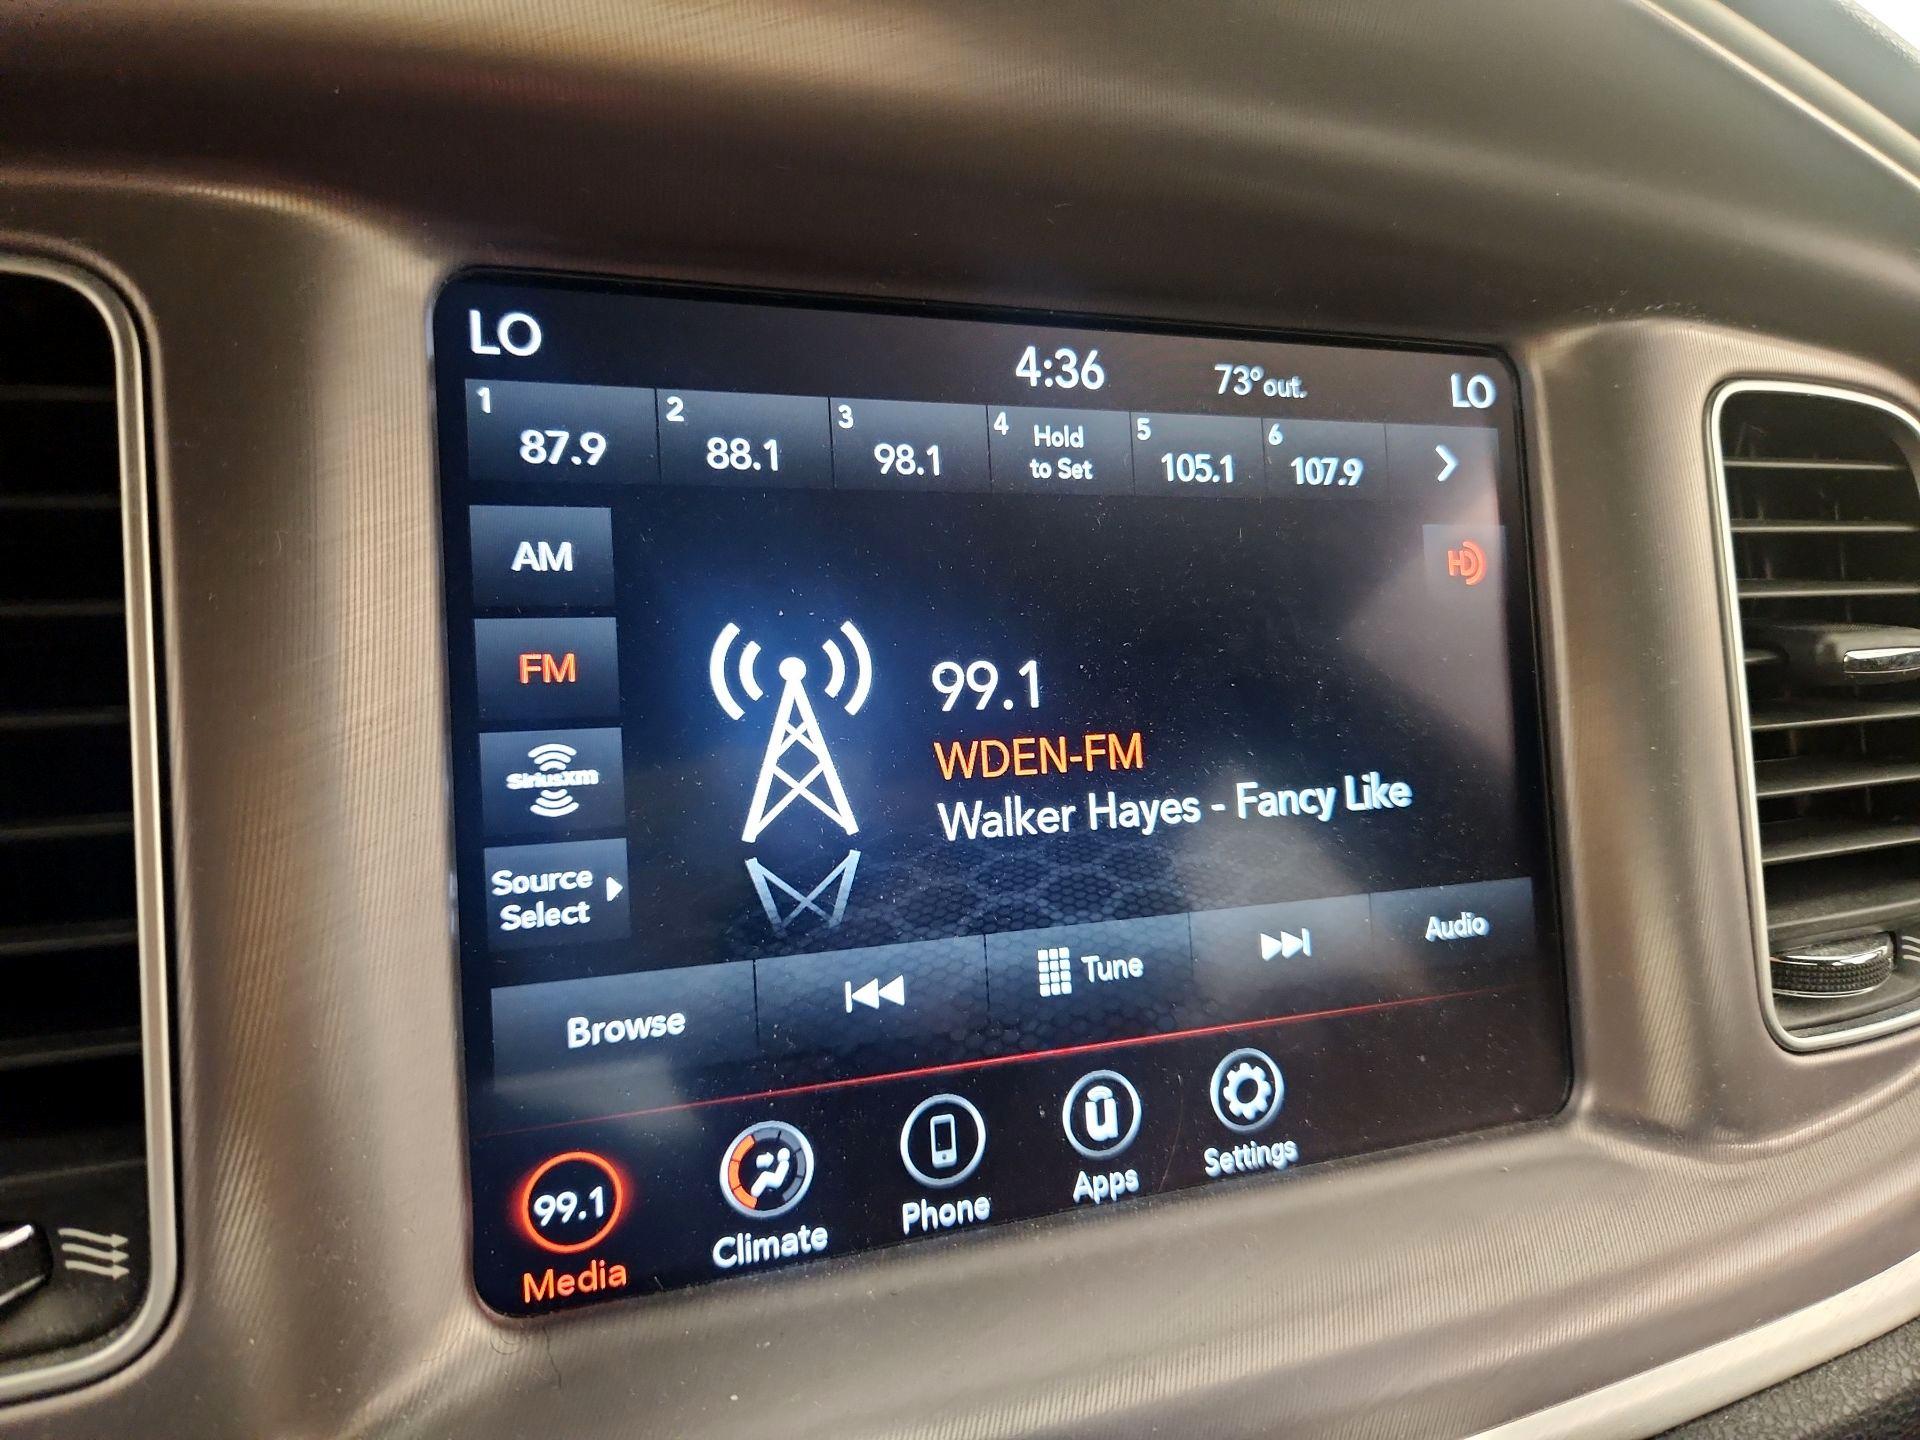 LO
4:36
73° out.
LO
1
87.9
2
88.1
3
98.1
4
Hold
to Set
5
105.1
6
107.9
AM
HD
FM
99.1
SiriusXM
WDEN-FM
Walker Hayes - Fancy Like
Source
Select
Browse
Tune
Audio
99.1
Media
Climate
Phone
Apps
Settings